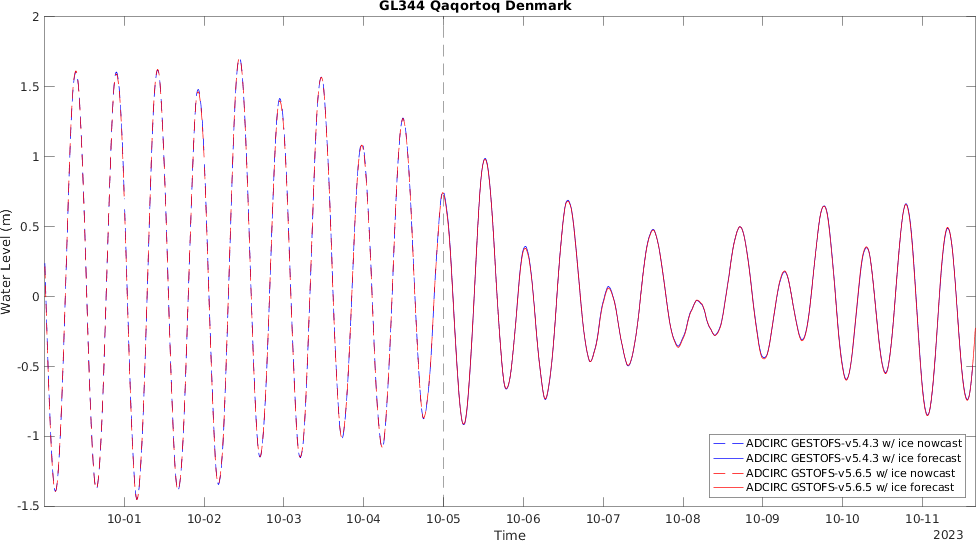 GL344 Qaqortoq Denmark
2
1.5
1
0.5
0
-0.5
-1
-1.5
Water Level (m)
ADCIRC GESTOFS-v5.4.3 w/ ice nowcast
ADCIRC GESTOFS-v5.4.3 w/ ice forecast
ADCIRC GSTOFS-v5.6.5 w/ ice nowcast
ADCIRC GSTOFS-v5.6.5 w/ ice forecast
10-01 10-02 10-03 10-04 10-05 10-06 10-07 10-08 10-09 10-10 10-11
Time
2023